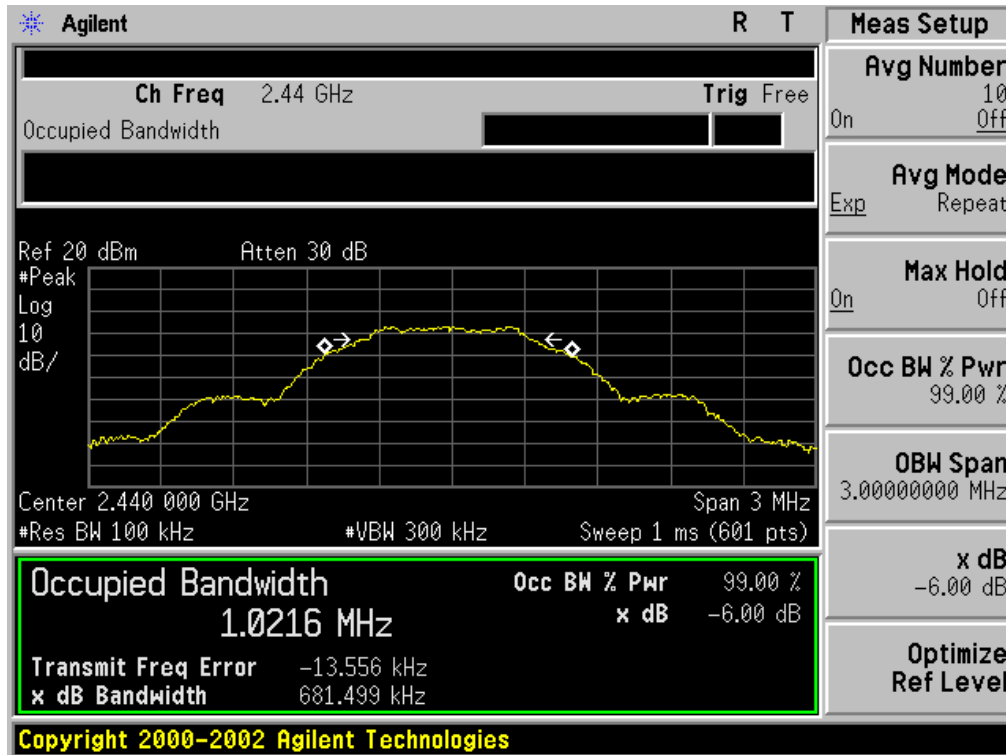 Agilent R T
Ch Freq 2.44 GHz Trig Free
Occupied Bandwidth
Ref 20 dBm Atten 30 dB
#Peak
Log
10
dB/
Center 2.440 000 GHz Span 3 MHz
#Res BW 100 kHz #VBW 300 kHz Sweep 1 ms (601 pts)
Occupied Bandwidth Occ BW % Pwr 99.00 %
1.0216 MHz x dB -6.00 dB
Transmit Freq Error -13.556 kHz
x dB Bandwidth 681.499 kHz
Copyright 2000-2002 Agilent Technologies
Meas Setup
Avg Number
10
On Off
Avg Mode
Exp Repeat
Max Hold
On Off
Occ BW % Pwr
99.00 %
OBW Span
3.00000000 MHz
x dB
-6.00 dB
Optimize
Ref Level